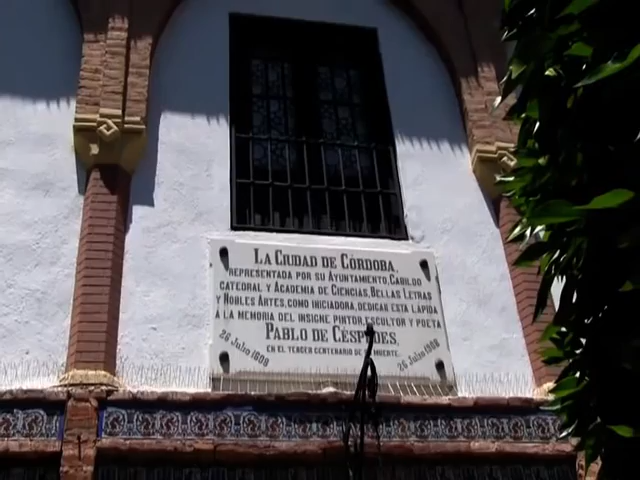 LA CIUDAD DE CÓRDOBA,
REPRESENTADA POR SU AYUNTAMIENTO, CABILDO
CATEDRAL Y ACADEMIA DE CIENCIAS, BELLAS LETRAS
Y NOBLES ARTES, COMO INICIADORA, DEDICAN ESTA LÁPIDA
Á LA MEMORIA DEL INSIGNE PINTOR, ESCULTOR Y POETA
PABLO DE CÉSPEDES,
EN EL TERCER CENTENARIO DE MUERTE.
26 JULIO 1608 26 JULIO 1908